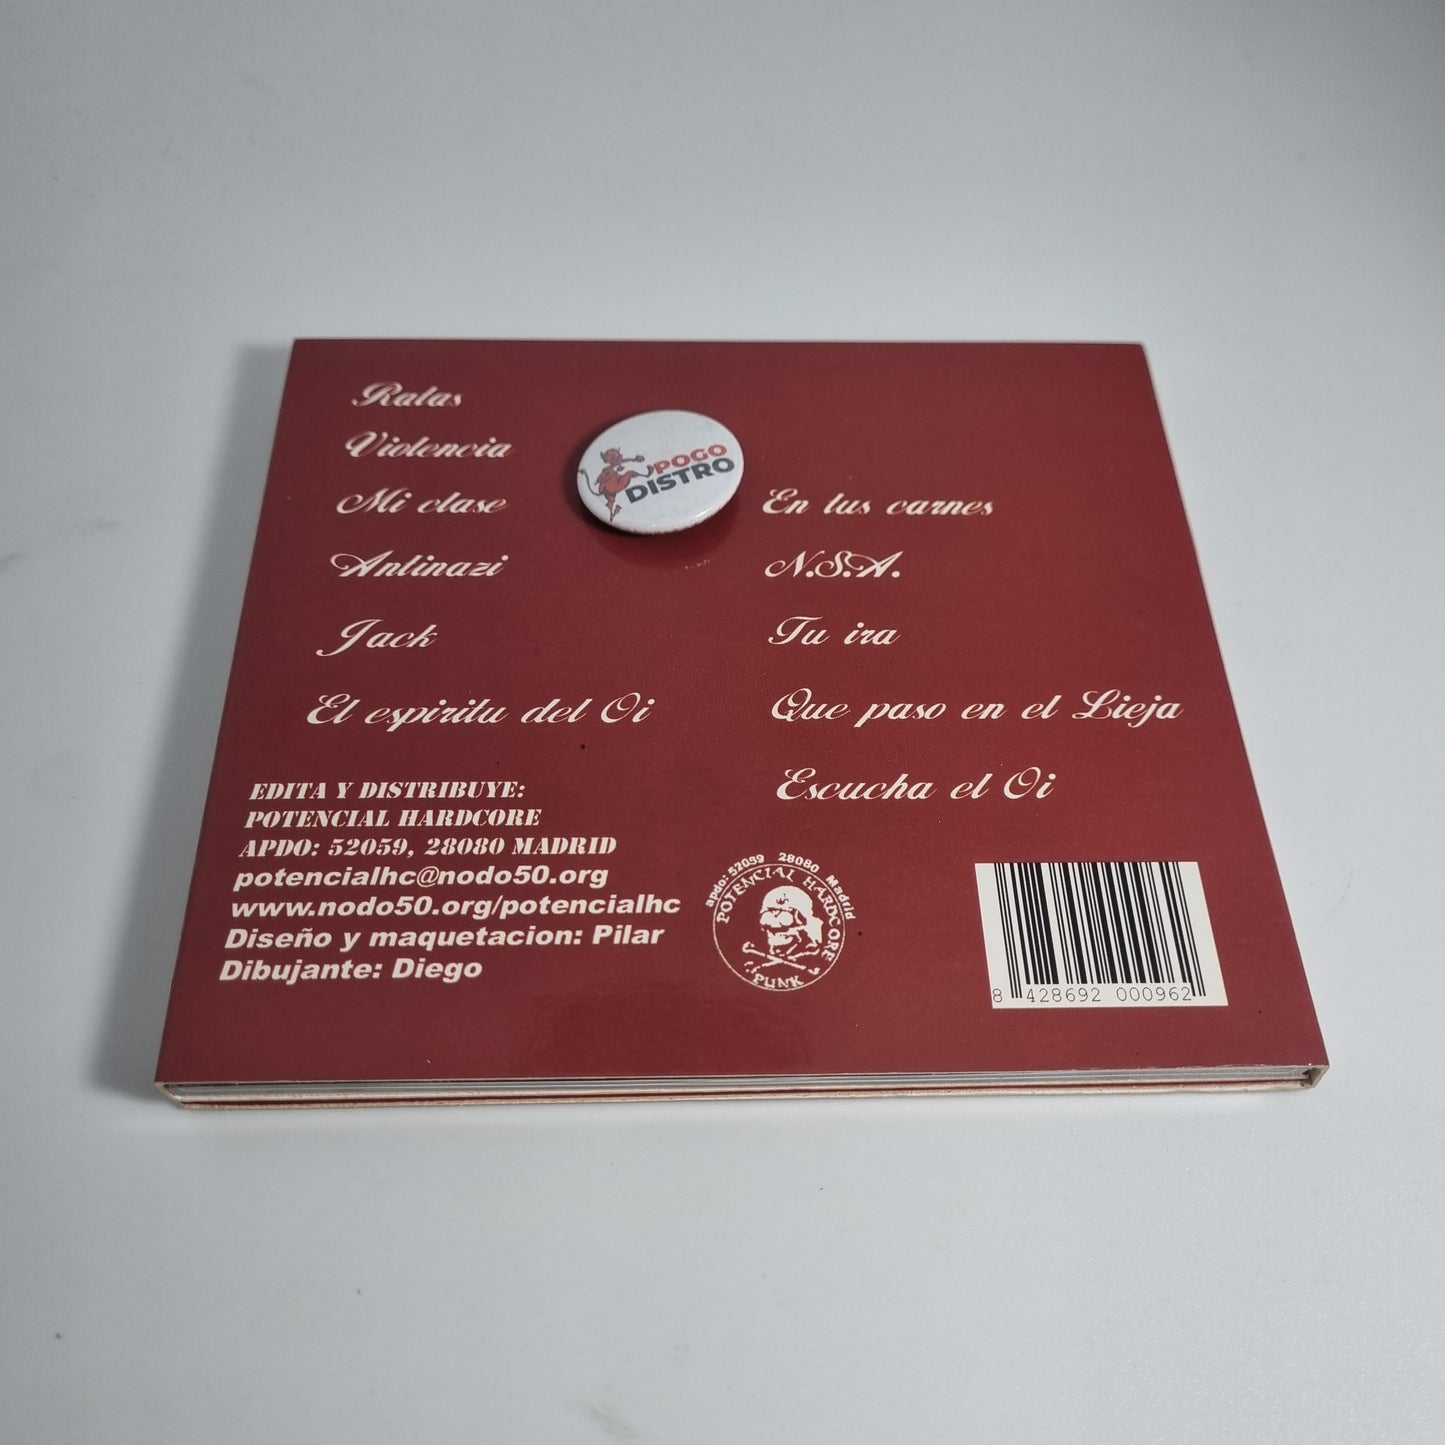 Ratas
Violencia
Mi clase
Antinazi
Jack
El espiritu del Oi
POGO
DISTRO
En tus carnes
N.S.A.
Tu ira
Que paso en el Lieja
Escucha el Oi
EDITA Y DISTRIBUYE:
POTENCIAL HARDCORE
APDO: 52059, 28080 MADRID
potencialhc@nodo50.org
www.nodo50.org/potencialhc
Diseño y maquetacion: Pilar
Dibujante: Diego
apdo: 52059 28080 Madrid
POTENCIAL HARDCORE
PUNK
8 428692 000962